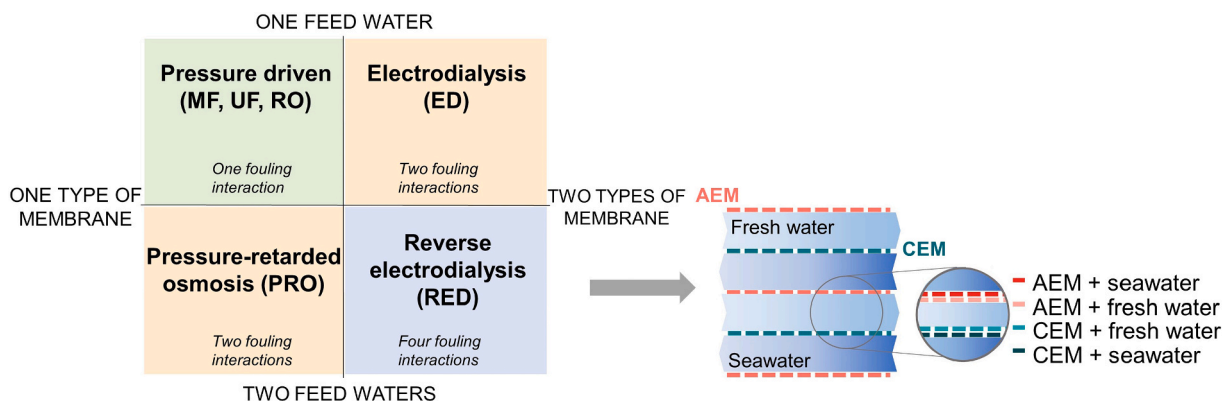 ONE FEED WATER
Pressure driven
(MF, UF, RO)
One fouling
interaction
Electrodialysis
(ED)
Two fouling
interactions
ONE TYPE OF
MEMBRANE
TWO TYPES OF
MEMBRANE
Pressure-retarded
osmosis (PRO)
Two fouling
interactions
Reverse
electrodialysis
(RED)
Four fouling
interactions
TWO FEED WATERS
AEM
Fresh water
CEM
Seawater
AEM + seawater
AEM + fresh water
CEM + fresh water
CEM + seawater